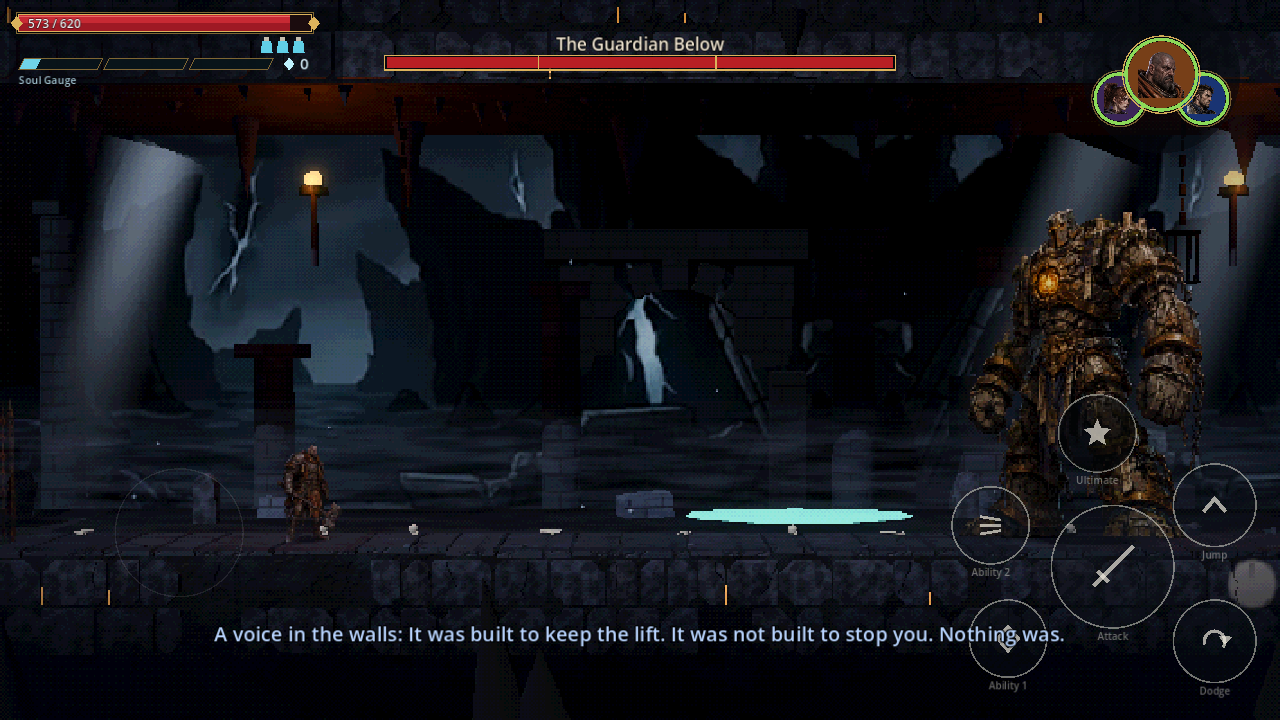 573 / 620
The Guardian Below
0
Soul Gauge
Ultimate
Jump
Ability 2
A voice in the walls: It was built to keep the lift. It was not built to stop you. Nothing was.
Attack
Ability 1
Dodge